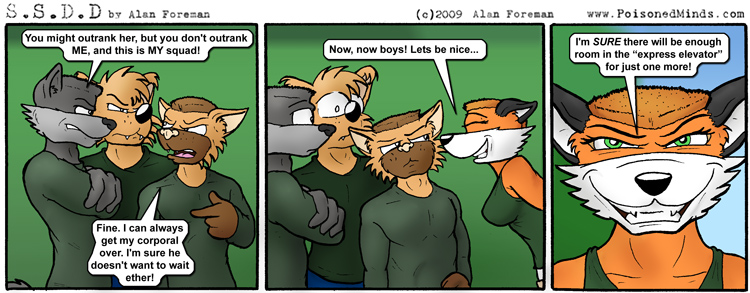 S.S.D.D by Alan Foreman
(c)2009 Alan Foreman
www.PoisonedMinds.com
You might outrank her, but you don't outrank
ME, and this is MY squad!
Fine. I can always
get my corporal
over. I'm sure he
doesn't want to wait
ether!
Now, now boys! Lets be nice...
I'm SURE there will be enough
room in the "express elevator"
for just one more!